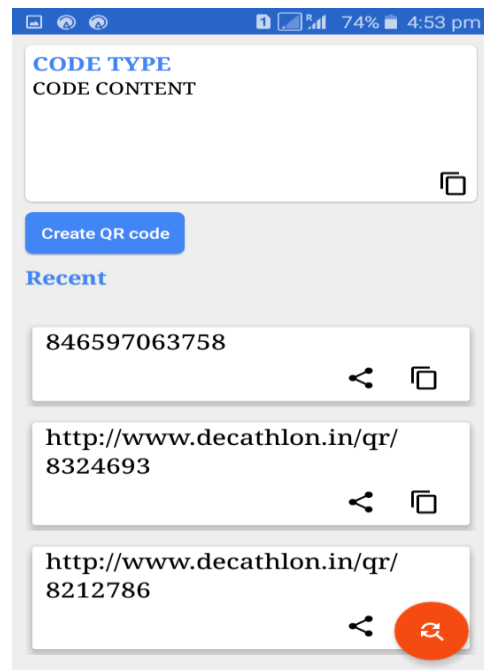 1 R 74% 4:53 pm
CODE TYPE
CODE CONTENT
Create QR code
Recent
846597063758
http://www.decathlon.in/qr/
8324693
http://www.decathlon.in/qr/
8212786